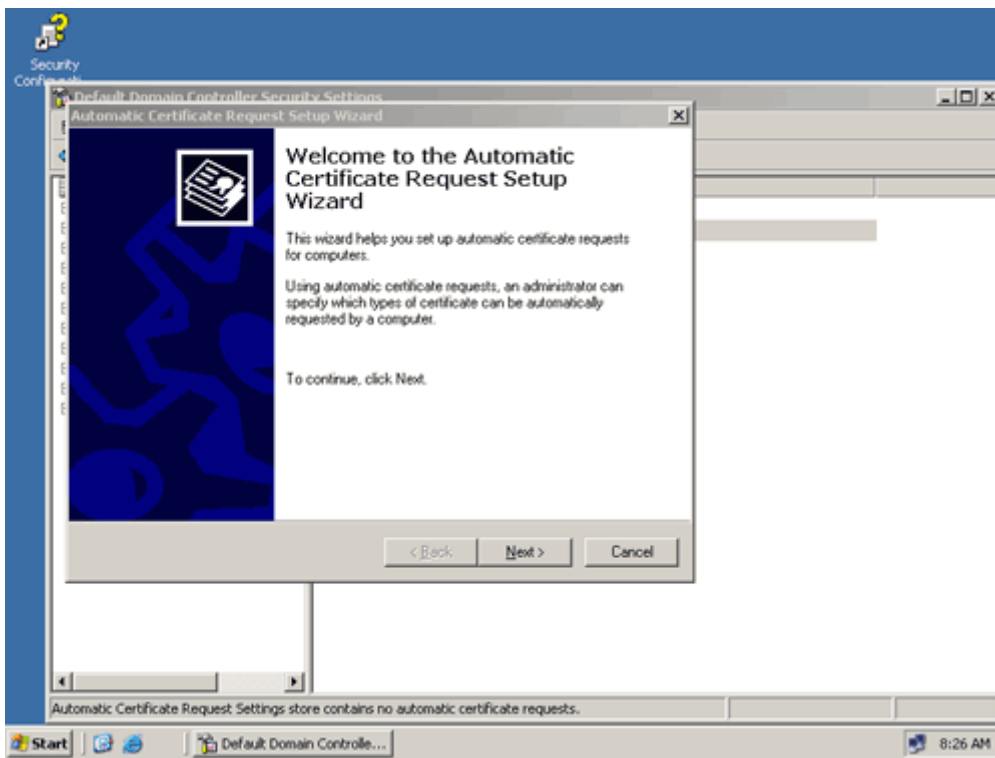 Security
Default Domain Controller Security Settings
Automatic Certificate Request Setup Wizard
Welcome to the Automatic
Certificate Request Setup
Wizard
This wizard helps you set up automatic certificate requests
for computers.
Using automatic certificate requests, an administrator can
specify which types of certificate can be automatically
requested by a computer.
To continue, click Next.
< Back Next > Cancel
Automatic Certificate Request Settings store contains no automatic certificate requests.
Start Default Domain Controlle... 8:26 AM